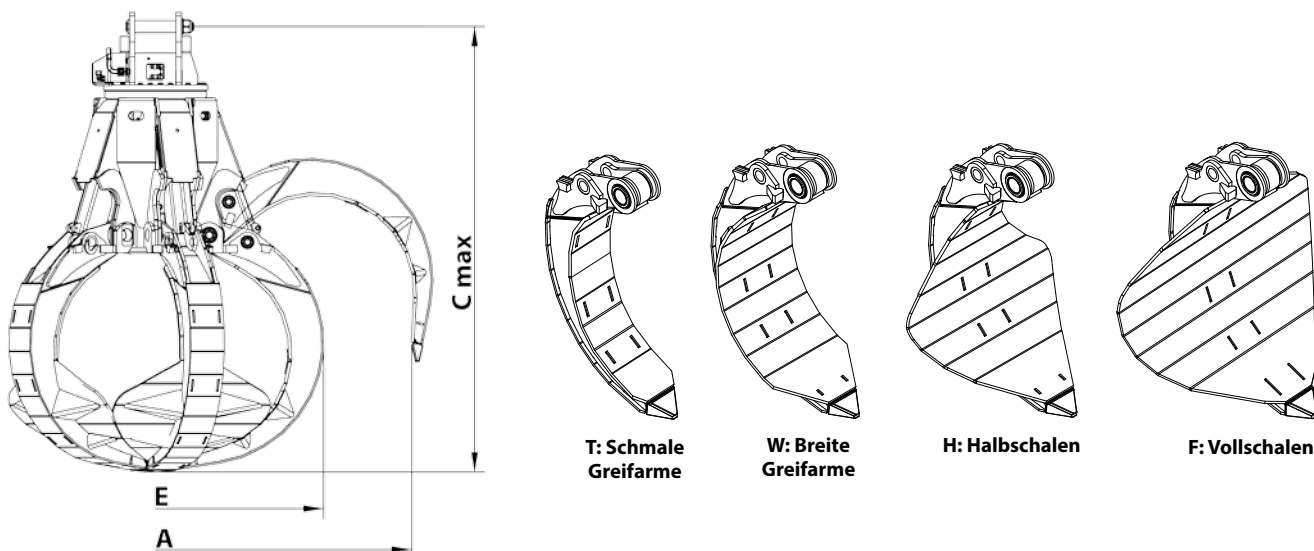 C max
E
A
T: Schmale
Greifarme
W: Breite
Greifarme
H: Halbschalen
F: Vollschalen